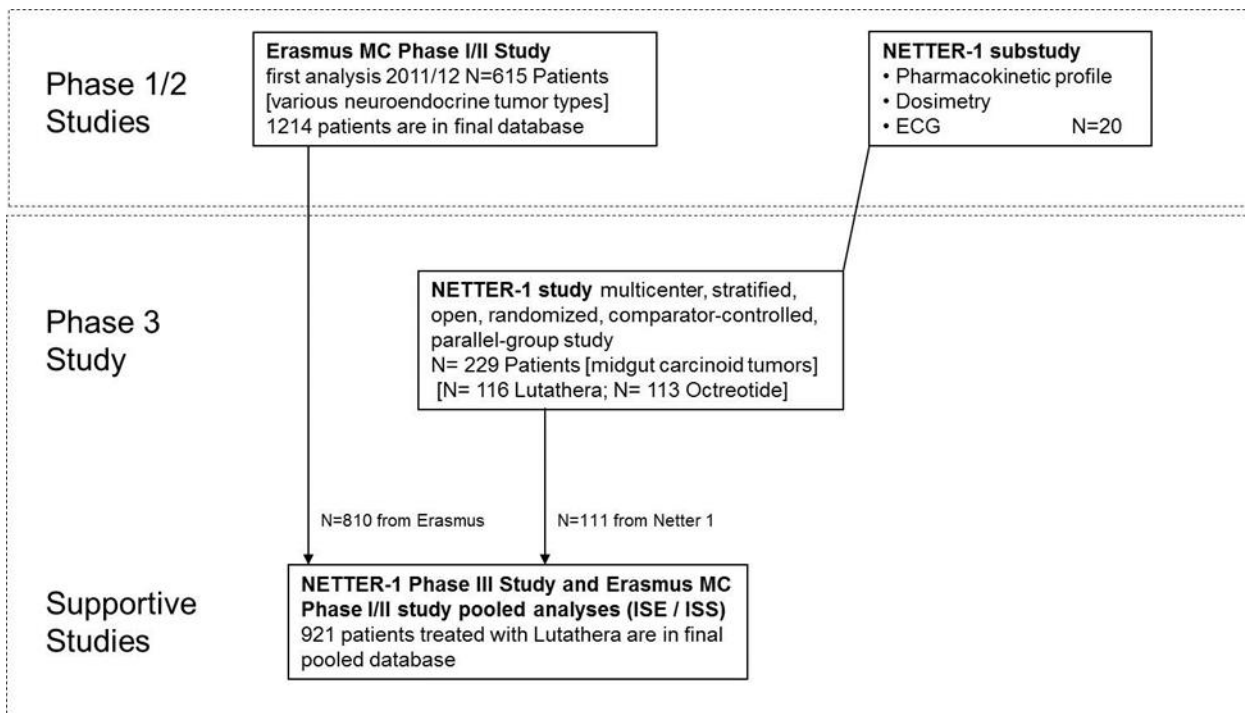 Phase 1/2
Studies
Erasmus MC Phase I/II Study
first analysis 2011/12 N=615 Patients
[various neuroendocrine tumor types]
1214 patients are in final database
NETTER-1 substudy
• Pharmacokinetic profile
• Dosimetry
• ECG N=20
Phase 3
Study
NETTER-1 study multicenter, stratified,
open, randomized, comparator-controlled,
parallel-group study
N= 229 Patients [midgut carcinoid tumors]
[N= 116 Lutathera; N= 113 Octreotide]
N=810 from Erasmus
N=111 from Netter 1
Supportive
Studies
NETTER-1 Phase III Study and Erasmus MC
Phase I/II study pooled analyses (ISE / ISS)
921 patients treated with Lutathera are in final
pooled database